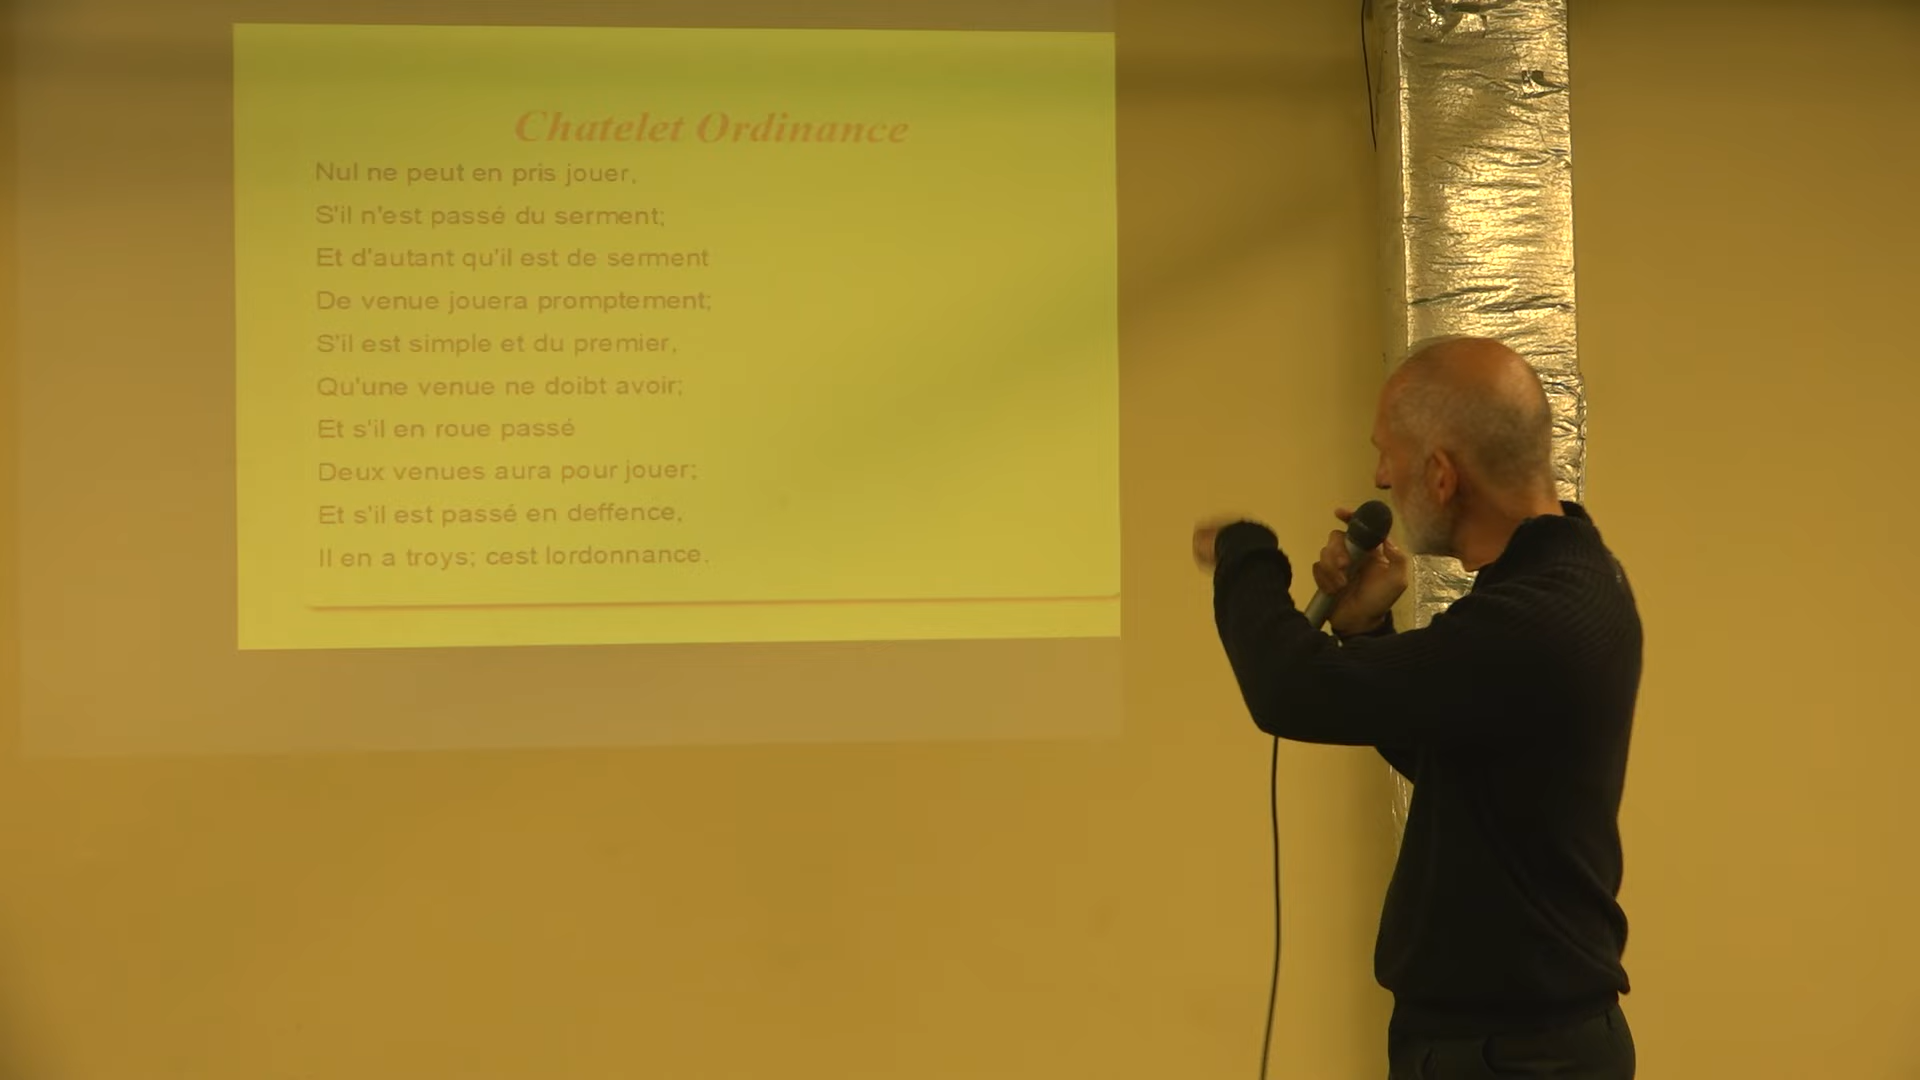 Chatelet Ordinance
Nul ne peut en pris jouer,
S'il n'est passé du serment;
Et d'autant qu'il est de serment
De venue jouera promptement;
S'il est simple et du premier,
Qu'une venue ne doibt avoir;
Et s'il en roue passé
Deux venues aura pour jouer;
Et s'il est passé en deffence,
Il en a troys; cest lordonnance.